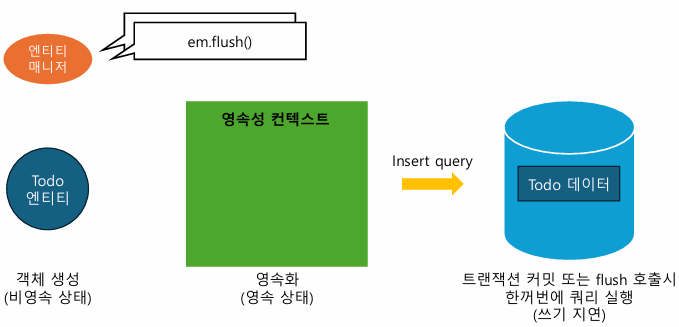 엔티티
매니저
em.flush()
영속성 컨텍스트
Todo
엔티티
Insert query
Todo 데이터
객체 생성
(비영속 상태)
영속화
(영속 상태)
트랜잭션 커밋 또는 flush 호출시
한꺼번에 쿼리 실행
(쓰기 지연)